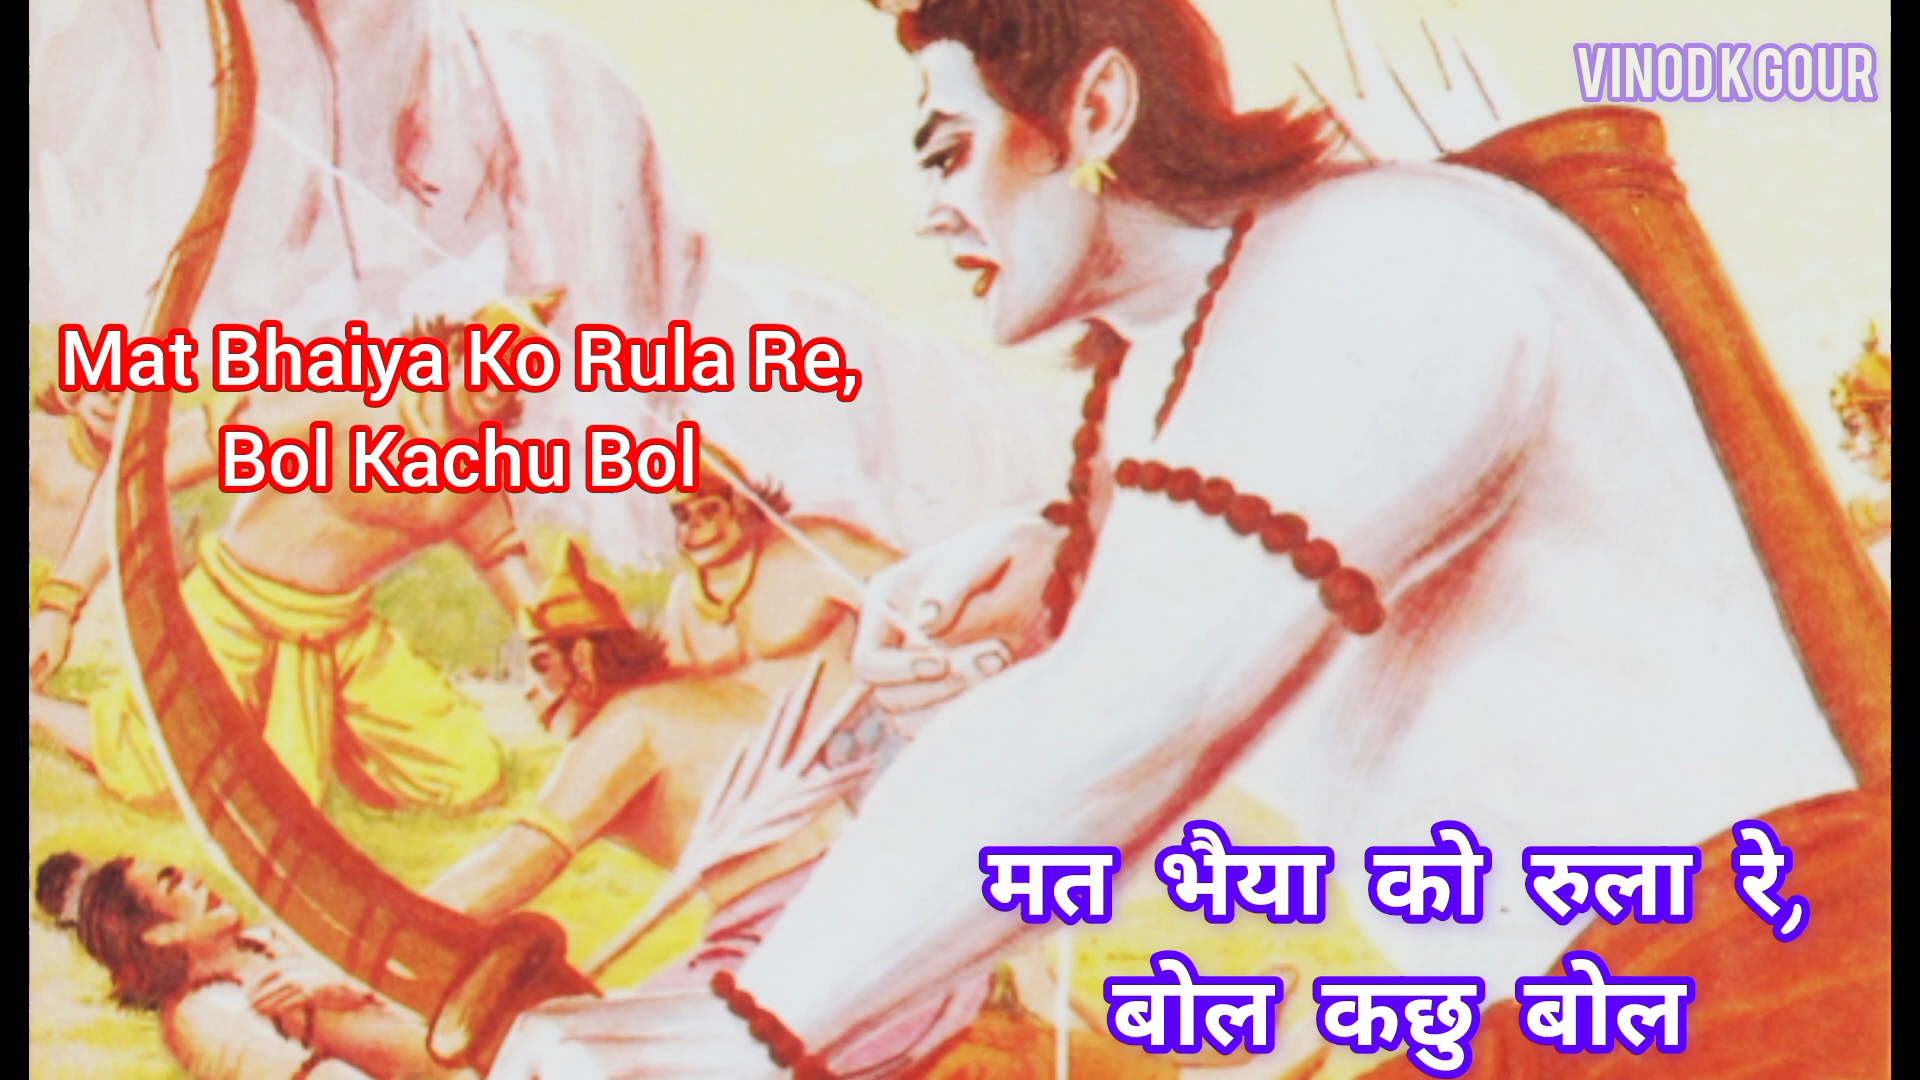 VINODK GOUR
Mat Bhaiya Ko Rula Re,
Bol Kachu Bol
मत भैया को रुला रे,
बोल कछु बोल